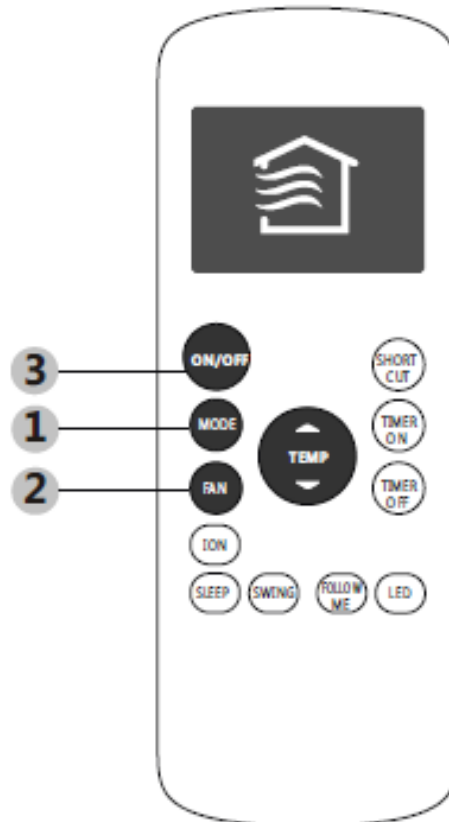 3
ON/OFF
SHORT
CUT
1
MODE
TIMER
ON
TEMP
2
FAN
TIMER
OFF
ION
SLEEP
SWING
FOLLOW
ME
LED